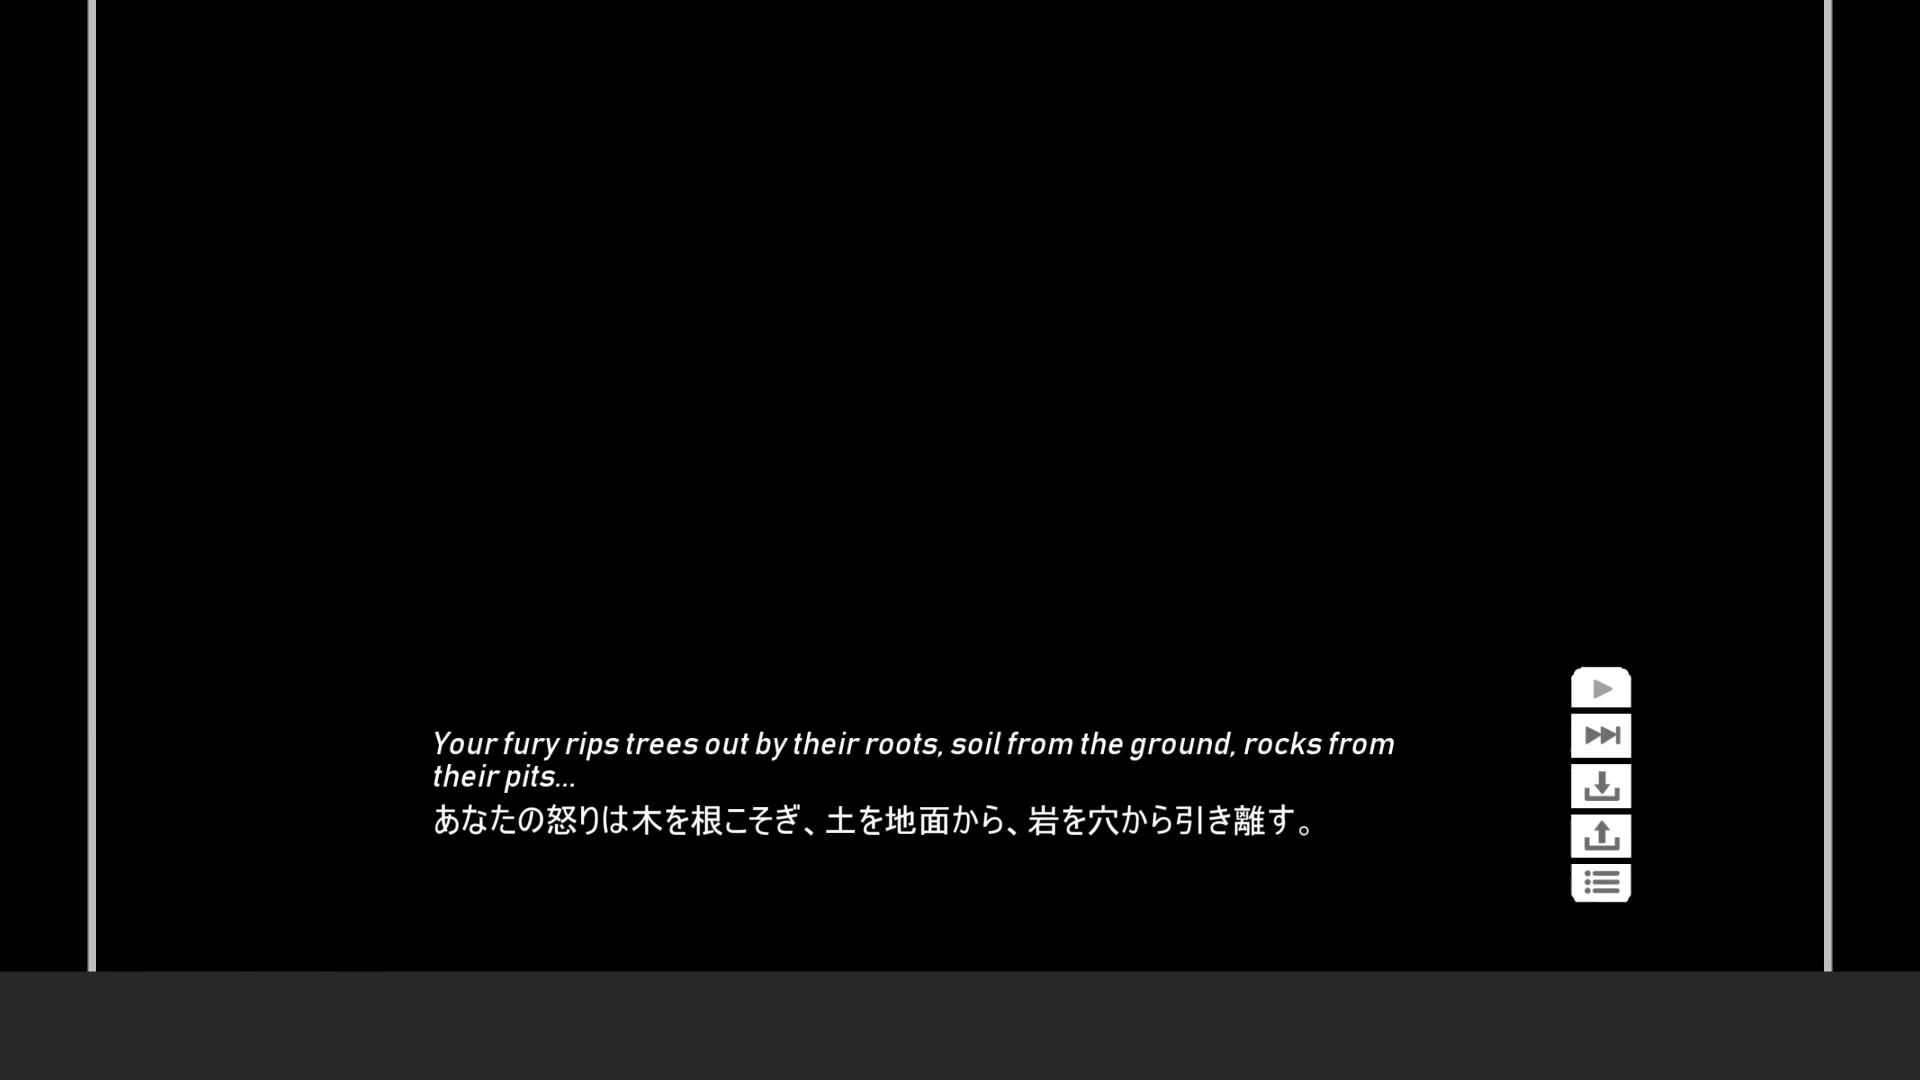 Your fury rips trees out by their roots, soil from the ground, rocks from
their pits...
あなたの怒りは木を根こそぎ、土を地面から、岩を穴から引き離す。